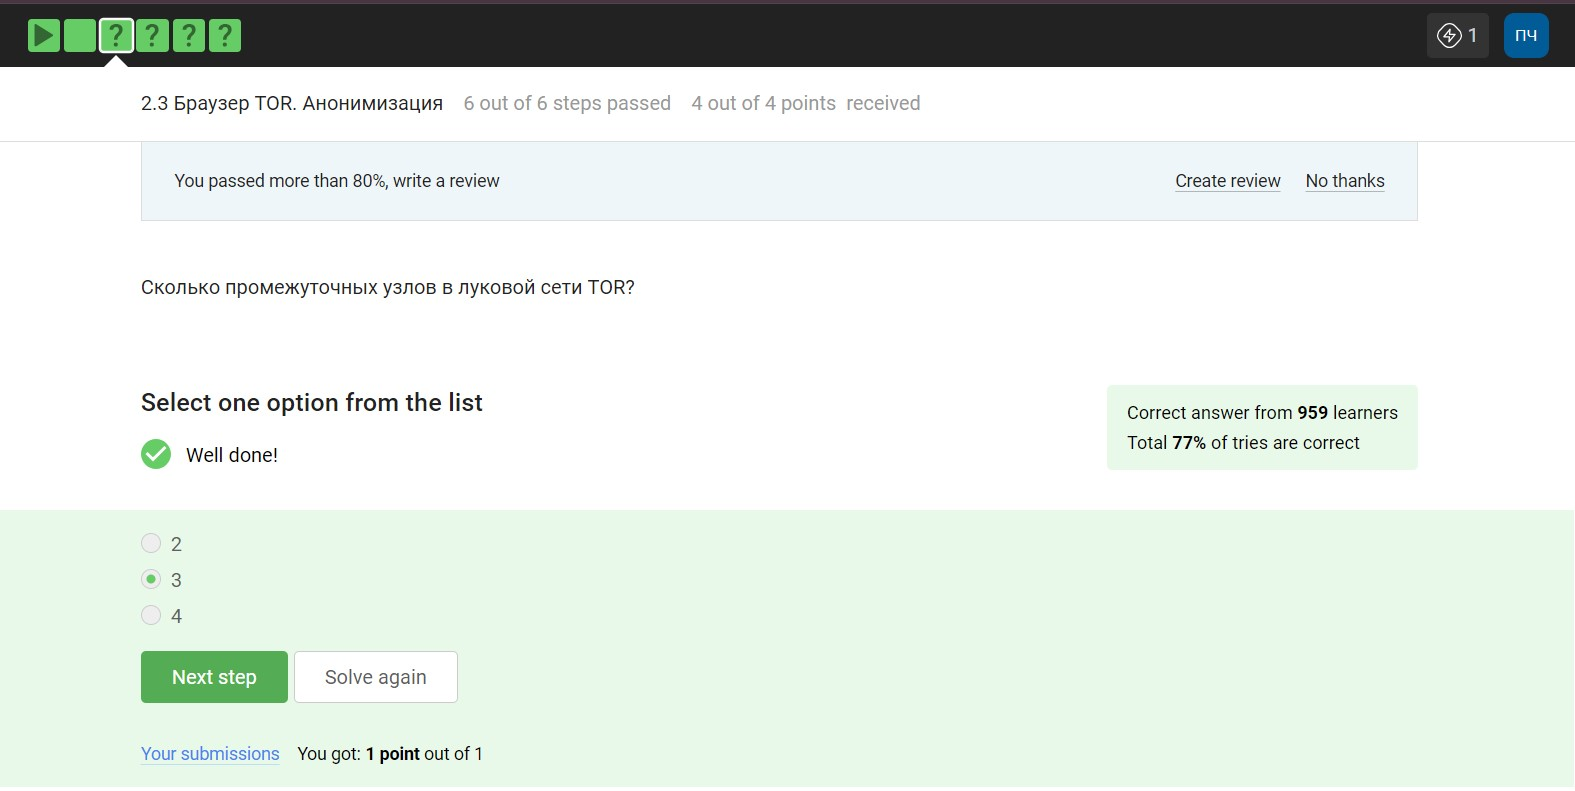 ? ? ? ?
1
ПЧ
2.3 Браузер TOR. Анонимизация 6 out of 6 steps passed 4 out of 4 points received
You passed more than 80%, write a review Create review No thanks
Сколько промежуточных узлов в луковой сети TOR?
Select one option from the list
Well done!
Correct answer from 959 learners
Total 77% of tries are correct
2
3
4
Next step Solve again
Your submissions You got: 1 point out of 1